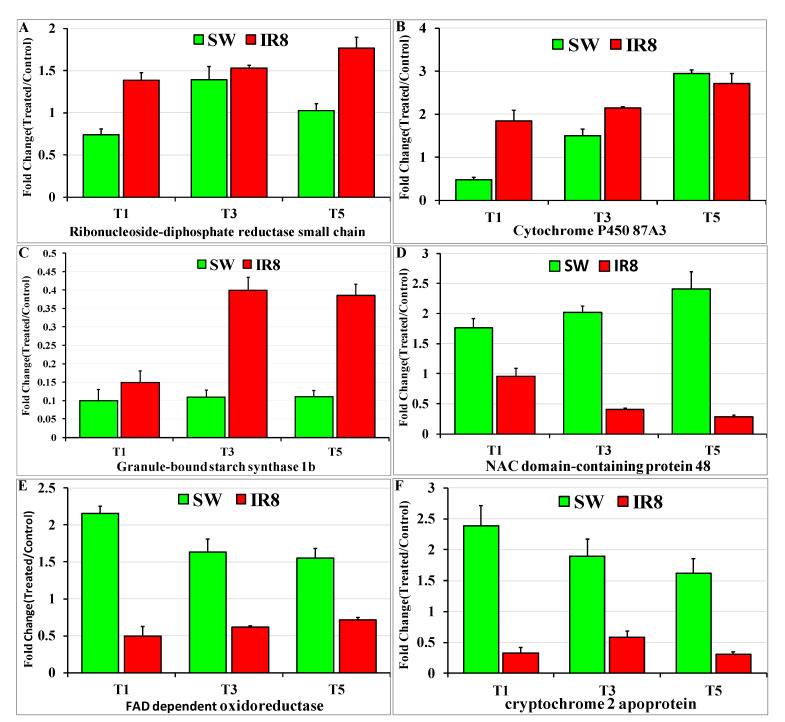 A
SW IR8
Fold Change(Treated/Control)
2
1.5
1
0.5
0
T1 T3 T5
Ribonucleoside-diphosphate reductase small chain
B
SW IR8
Fold Change(Treated/Control)
4
3
2
1
0
T1 T3 T5
Cytochrome P450 87A3
C
SW IR8
Fold Change(Treated/Control)
0.5
0.45
0.4
0.35
0.3
0.25
0.2
0.15
0.1
0.05
0
T1 T3 T5
Granule-bound starch synthase 1b
D
SW IR8
Fold Change(Treated/Control)
3
2.5
2
1.5
1
0.5
0
T1 T3 T5
NAC domain-containing protein 48
E
SW IR8
Fold Change(Treated/Control)
2.5
2
1.5
1
0.5
0
T1 T3 T5
FAD dependent oxidoreductase
F
SW IR8
Fold Change(Treated/Control)
3
2.5
2
1.5
1
0.5
0
T1 T3 T5
cryptochrome 2 apoprotein